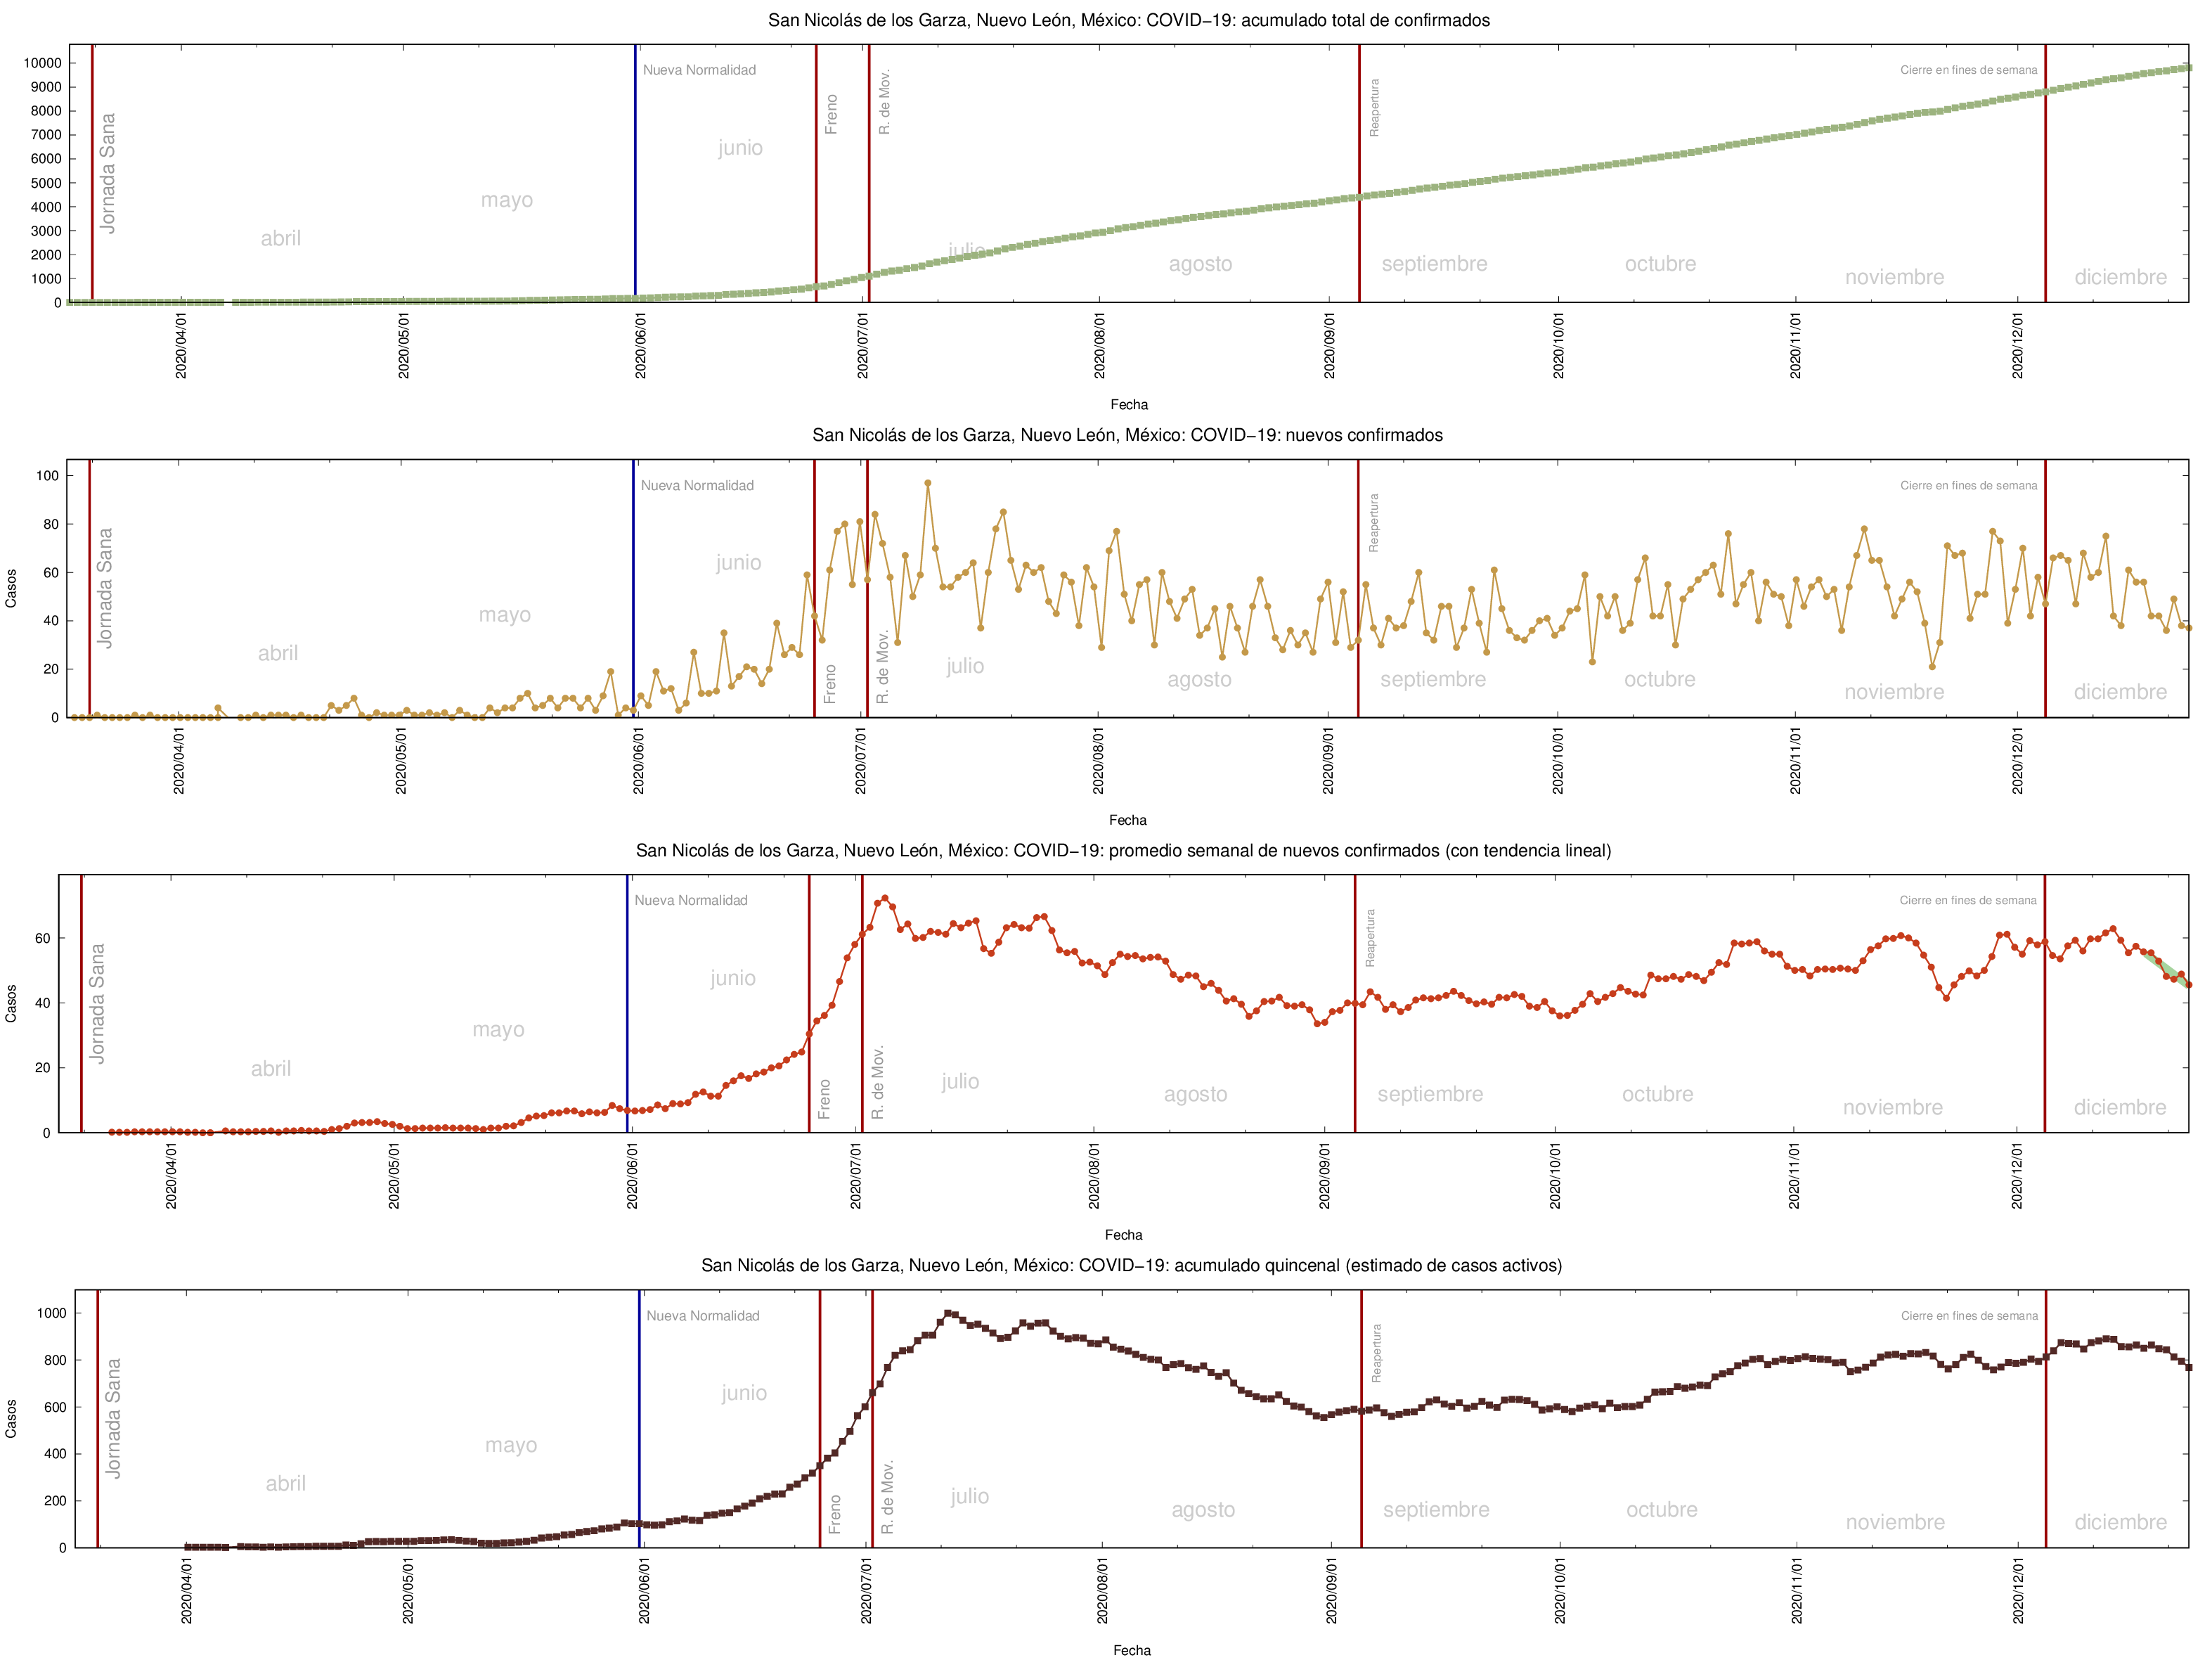 San Nicolás de los Garza, Nuevo León, México: COVID−19: acumulado total de confirmados
10000
9000
8000
7000
6000
5000
4000
3000
2000
1000
0
Jornada Sana
abril
mayo
Nueva Normalidad
junio
Freno
R. de Mov.
julio
agosto
Reapertura
septiembre
octubre
noviembre
Cierre en fines de semana
diciembre
2020/04/01
2020/05/01
2020/06/01
2020/07/01
2020/08/01
2020/09/01
2020/10/01
2020/11/01
2020/12/01
Fecha
San Nicolás de los Garza, Nuevo León, México: COVID−19: nuevos confirmados
Casos
100
80
60
40
20
0
Jornada Sana
abril
mayo
Nueva Normalidad
junio
Freno
R. de Mov.
julio
agosto
Reapertura
septiembre
octubre
noviembre
Cierre en fines de semana
diciembre
2020/04/01
2020/05/01
2020/06/01
2020/07/01
2020/08/01
2020/09/01
2020/10/01
2020/11/01
2020/12/01
Fecha
San Nicolás de los Garza, Nuevo León, México: COVID−19: promedio semanal de nuevos confirmados (con tendencia lineal)
Casos
60
40
20
0
Jornada Sana
abril
mayo
Nueva Normalidad
junio
Freno
R. de Mov.
julio
agosto
Reapertura
septiembre
octubre
noviembre
Cierre en fines de semana
diciembre
2020/04/01
2020/05/01
2020/06/01
2020/07/01
2020/08/01
2020/09/01
2020/10/01
2020/11/01
2020/12/01
Fecha
San Nicolás de los Garza, Nuevo León, México: COVID−19: acumulado quincenal (estimado de casos activos)
Casos
1000
800
600
400
200
0
Jornada Sana
abril
mayo
Nueva Normalidad
junio
Freno
R. de Mov.
julio
agosto
Reapertura
septiembre
octubre
noviembre
Cierre en fines de semana
diciembre
2020/04/01
2020/05/01
2020/06/01
2020/07/01
2020/08/01
2020/09/01
2020/10/01
2020/11/01
2020/12/01
Fecha